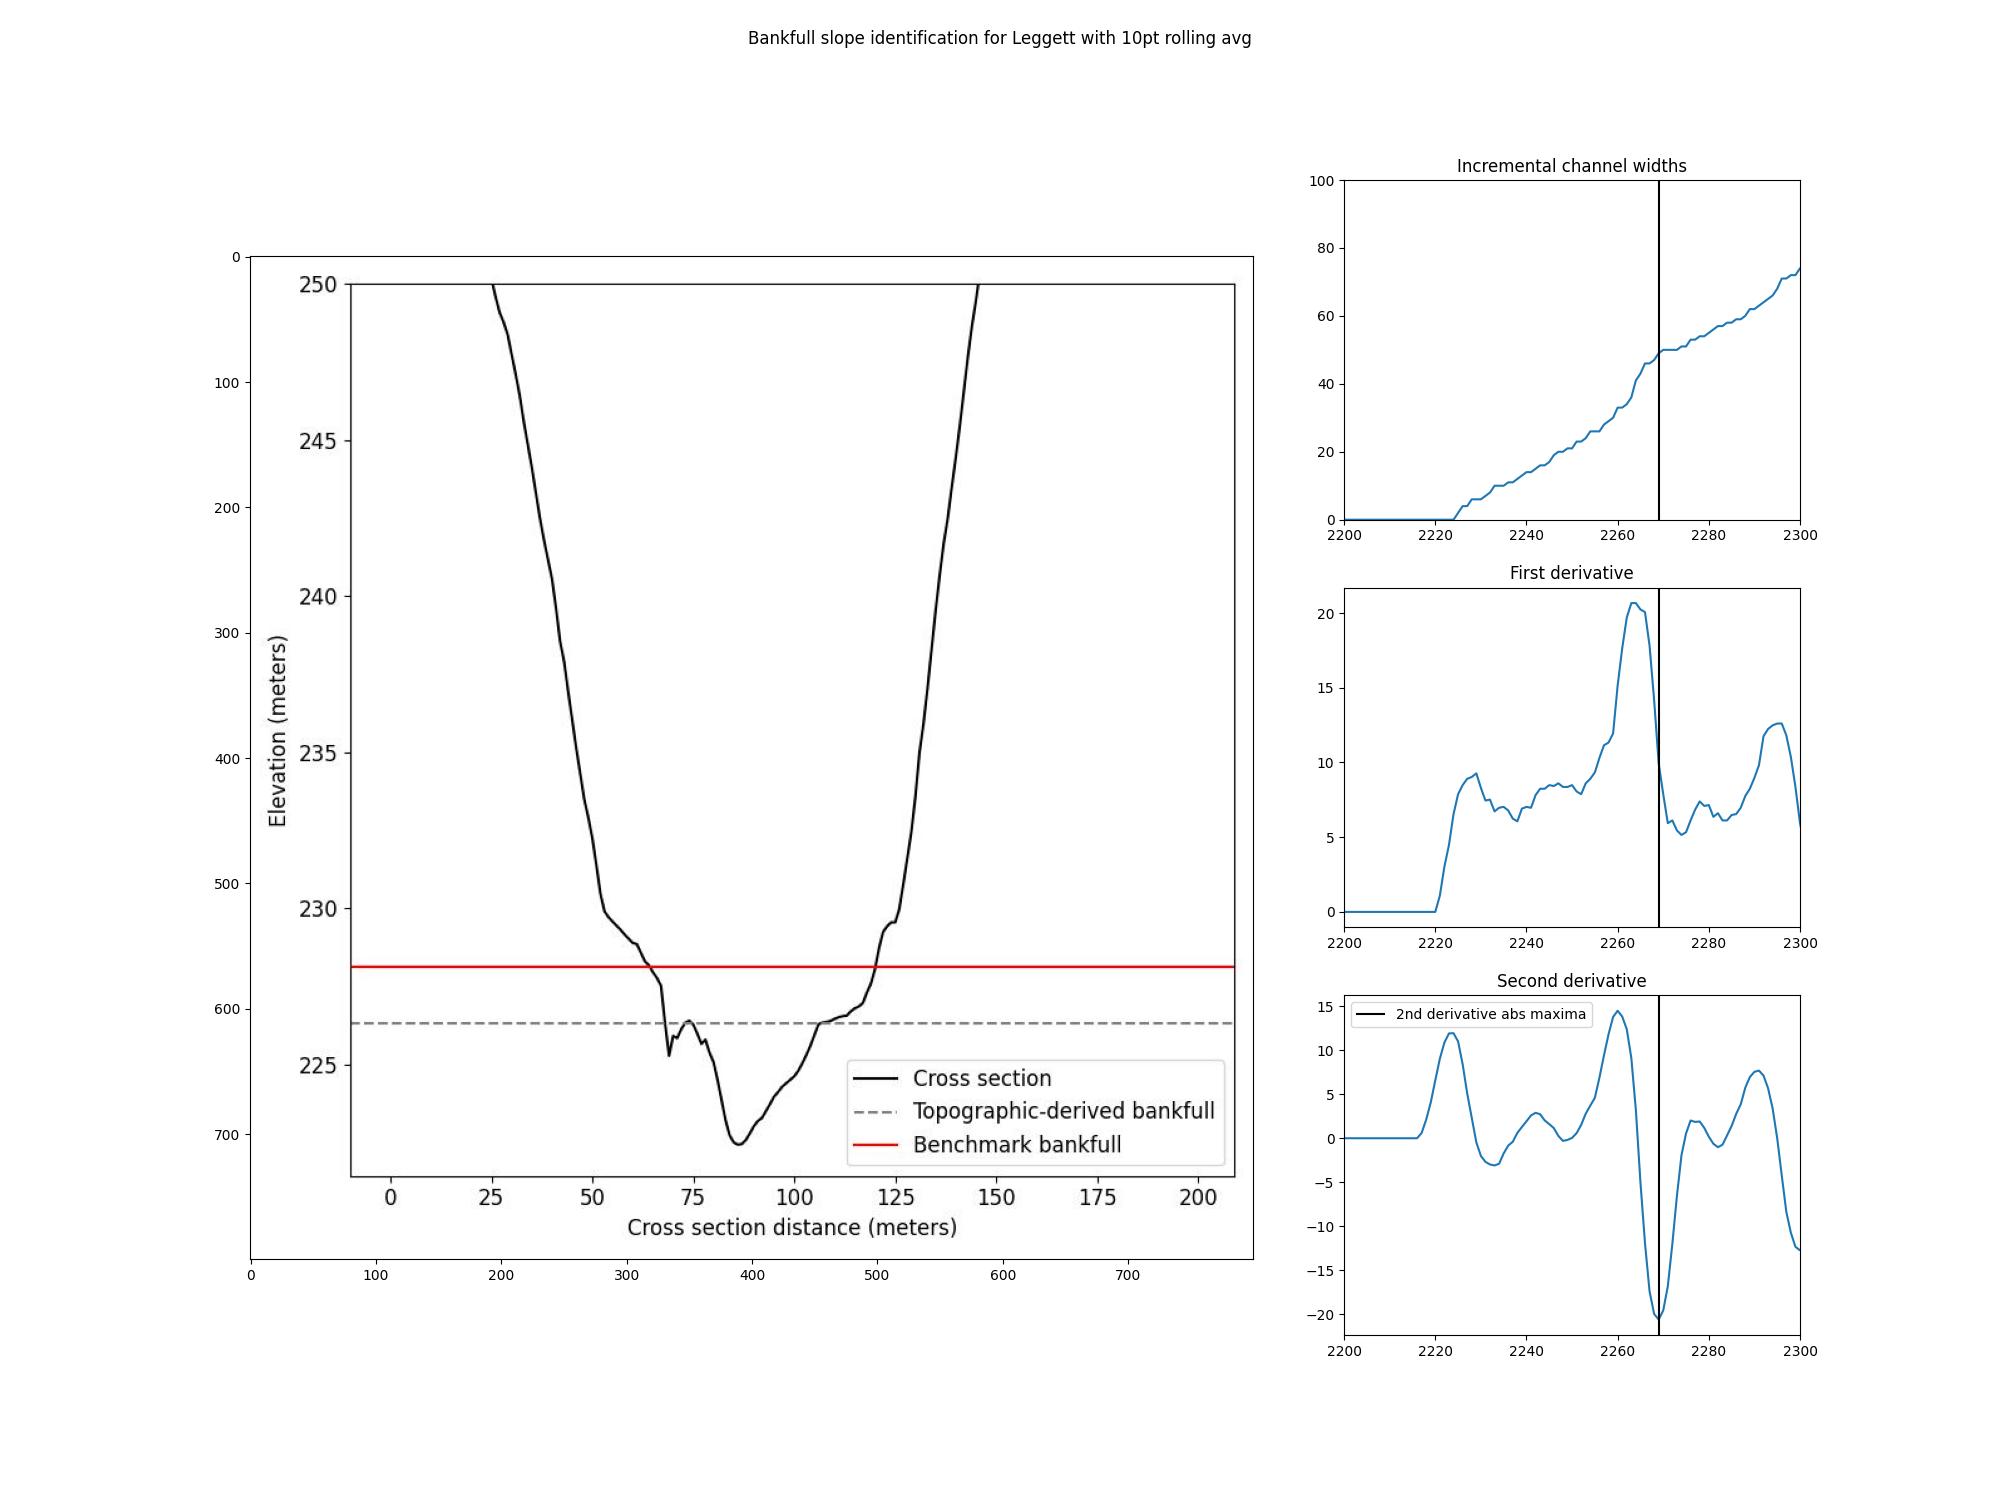 Bankfull slope identification for Leggett with 10pt rolling avg
0
100
200
300
400
500
600
700
250
245
240
235
230
225
Elevation (meters)
Cross section
Topographic-derived bankfull
Benchmark bankfull
0 25 50 75 100 125 150 175 200
Cross section distance (meters)
0 100 200 300 400 500 600 700
Incremental channel widths
100
80
60
40
20
0
2200 2220 2240 2260 2280 2300
First derivative
20
15
10
5
0
2200 2220 2240 2260 2280 2300
Second derivative
2nd derivative abs maxima
15
10
5
0
−5
−10
−15
−20
2200 2220 2240 2260 2280 2300